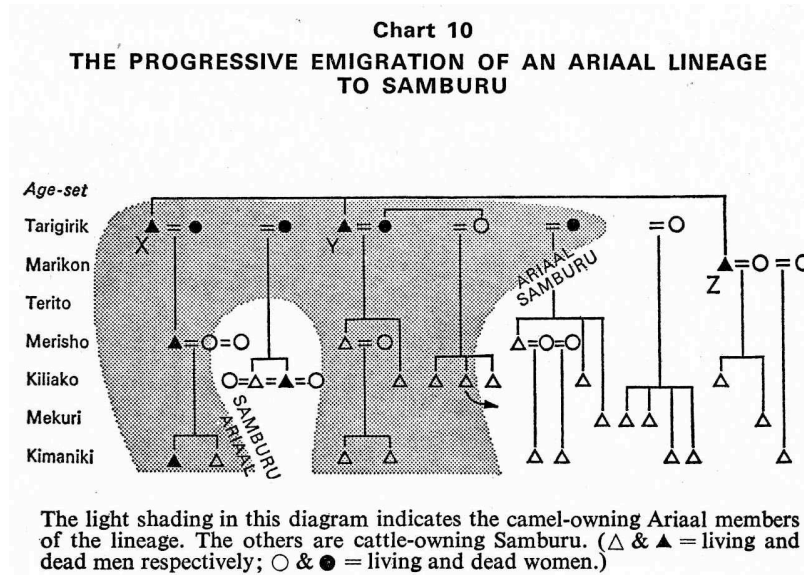 Chart 10
THE PROGRESSIVE EMIGRATION OF AN ARIAAL LINEAGE
TO SAMBURU
Age-set
Tarigirik
X
Y
Marikon
Z
ARIAAL
SAMBURU
Terito
Merisho
Kiliako
SAMBURU
ARIAAL
Mekuri
Kimaniki
The light shading in this diagram indicates the camel-owning Ariaal members
of the lineage. The others are cattle-owning Samburu. (△ & ▲ = living and
dead men respectively; ○ & ● = living and dead women.)